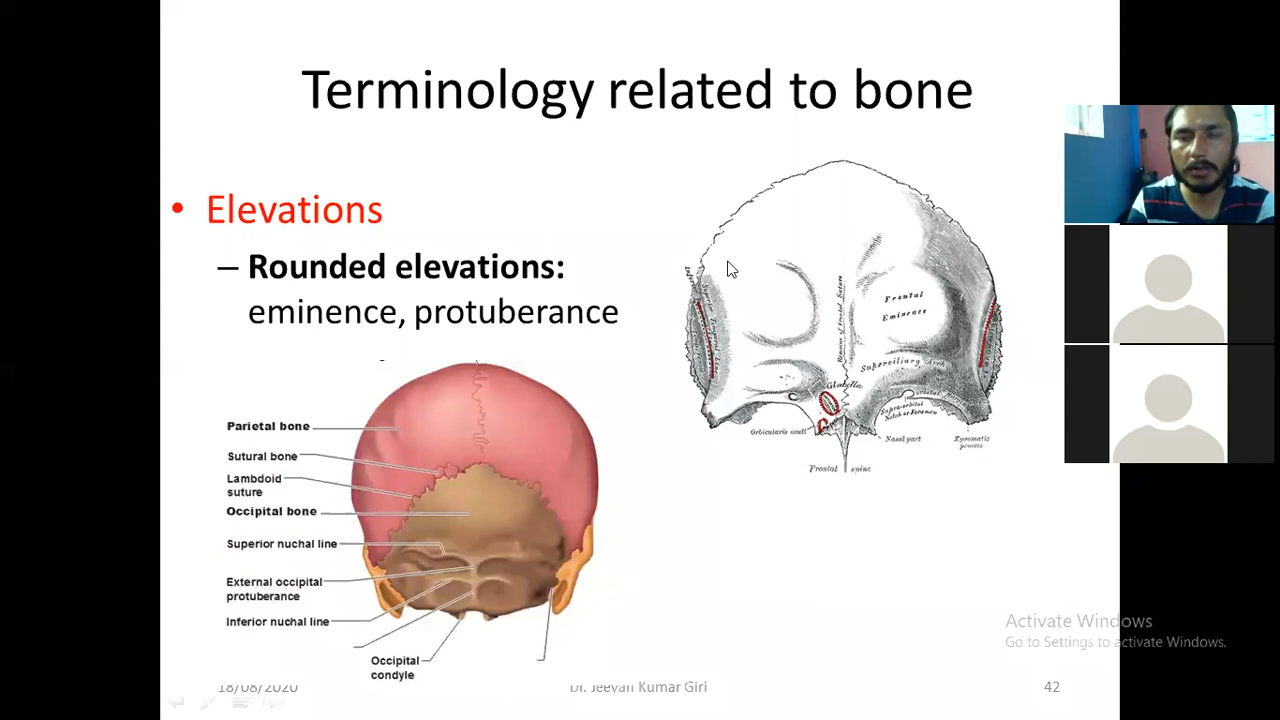 Terminology related to bone
• Elevations
– Rounded elevations:
eminence, protuberance
Parietal bone
Sutural bone
Lambdoid
suture
Occipital bone
Superior nuchal line
External occipital
protuberance
Inferior nuchal line
Occipital
condyle
Frontal
Eminence
Superciliary Arch
Glabella
Supra-orbital
Notch or Foramen
Orbicularis oculi
Nasal part
Zygomatic
process
Frontal spine
Activate Windows
Go to Settings to activate Windows.
18/08/2020
Dr. Jeevan Kumar Giri
42